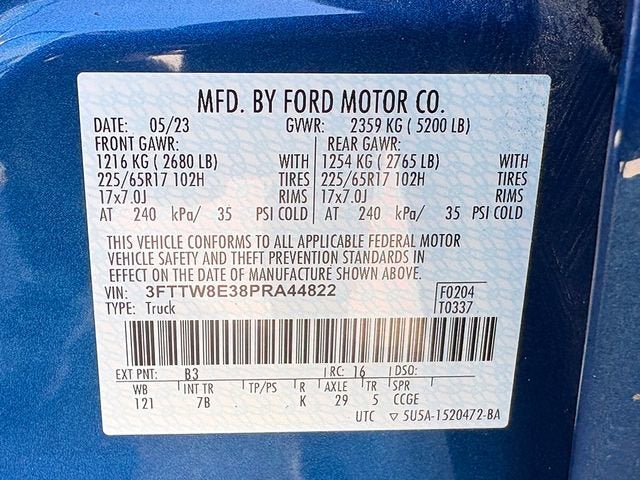 MFD. BY FORD MOTOR CO.
DATE: 05/23 GVWR: 2359 KG ( 5200 LB)
FRONT GAWR: REAR GAWR:
1216 KG ( 2680 LB) WITH 1254 KG ( 2765 LB) WITH
225/65R17 102H TIRES 225/65R17 102H TIRES
17x7.0J RIMS 17x7.0J RIMS
AT 240 kPa/ 35 PSI COLD AT 240 kPa/ 35 PSI COLD
THIS VEHICLE CONFORMS TO ALL APPLICABLE FEDERAL MOTOR
VEHICLE SAFETY AND THEFT PREVENTION STANDARDS IN
EFFECT ON THE DATE OF MANUFACTURE SHOWN ABOVE.
VIN: 3FTTW8E38PRA44822 F0204
TYPE: Truck T0337
EXT PNT: B3 RC: 16 DSO:
WB INT TR TP/PS R AXLE TR SPR
121 7B K 29 5 CCGE
UTC ▽ 5U5A-1520472-BA